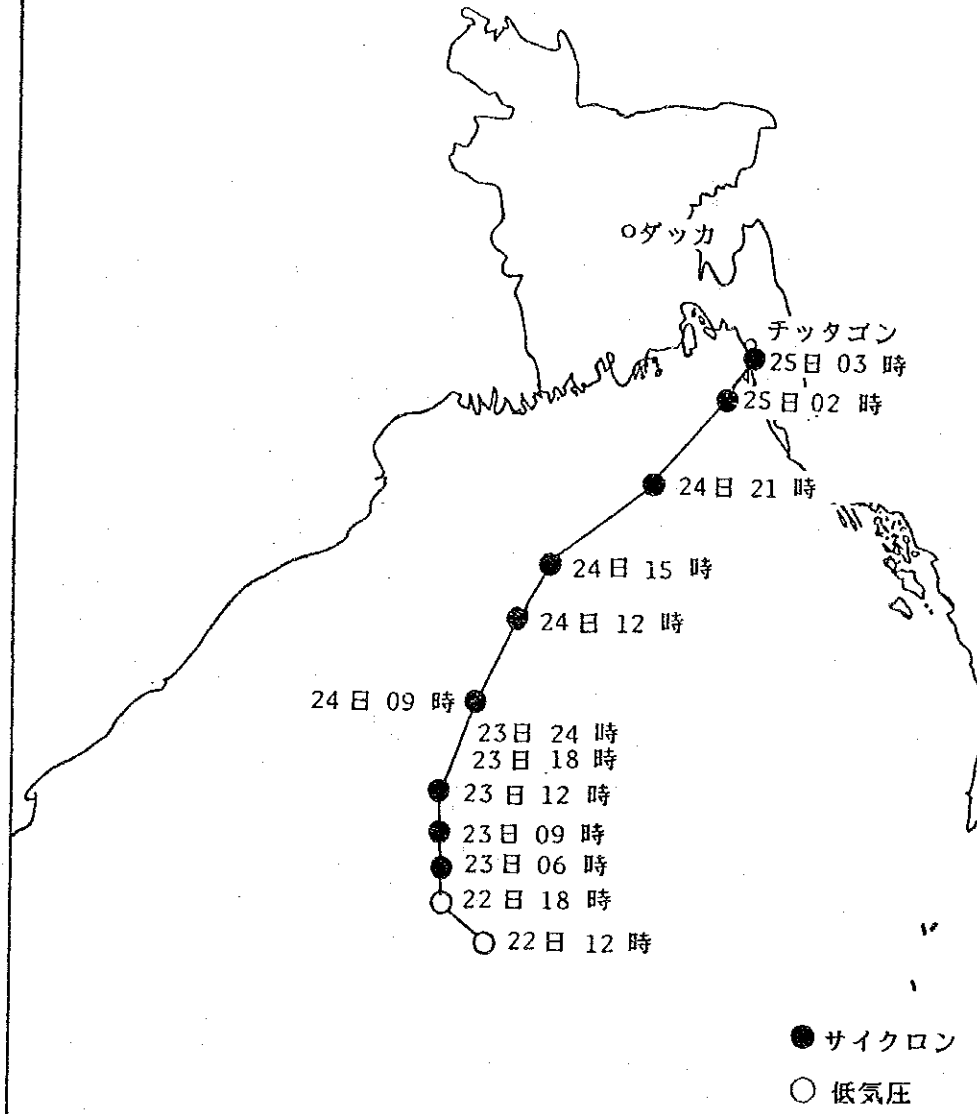 ダッカ
チッタゴン
25日 03 時
25日 02 時
24日 21 時
24日 15 時
24日 12 時
24日 09 時
23日 24 時
23日 18 時
23日 12 時
23日 09 時
23日 06 時
22日 18 時
22日 12 時
サイクロン
低気圧